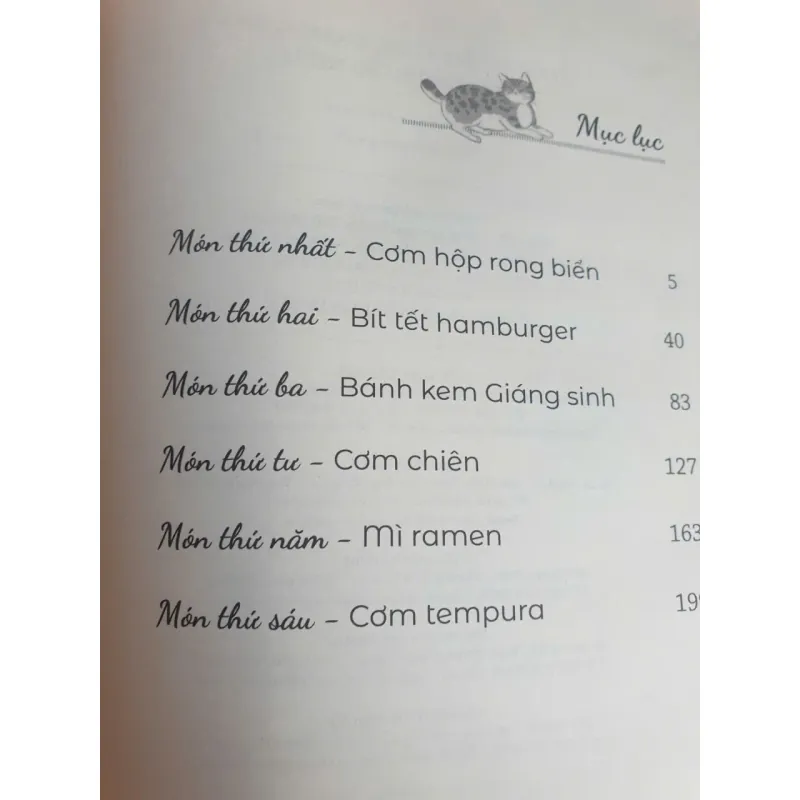 Mục lục
Món thứ nhất – Cơm hộp rong biển 5
Món thứ hai – Bít tết hamburger 40
Món thứ ba – Bánh kem Giáng sinh 83
Món thứ tư – Cơm chiên 127
Món thứ năm – Mì ramen 163
Món thứ sáu – Cơm tempura